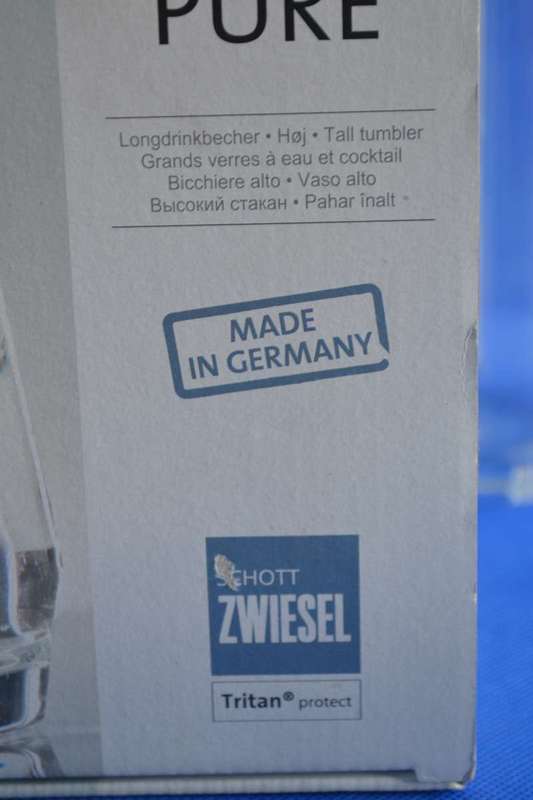 PURE
Longdrinkbecher • Høj • Tall tumbler
Grands verres à eau et cocktail
Bicchiere alto • Vaso alto
Высокий стакан • Pahar înalt
MADE
IN GERMANY
SCHOTT
ZWIESEL
Tritan® protect